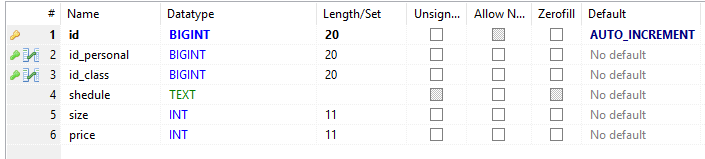 # Name Datatype Length/Set Unsign... Allow N... Zerofill Default
1 id BIGINT 20 AUTO_INCREMENT
2 id_personal BIGINT 20 No default
3 id_class BIGINT 20 No default
4 shedule TEXT No default
5 size INT 11 No default
6 price INT 11 No default